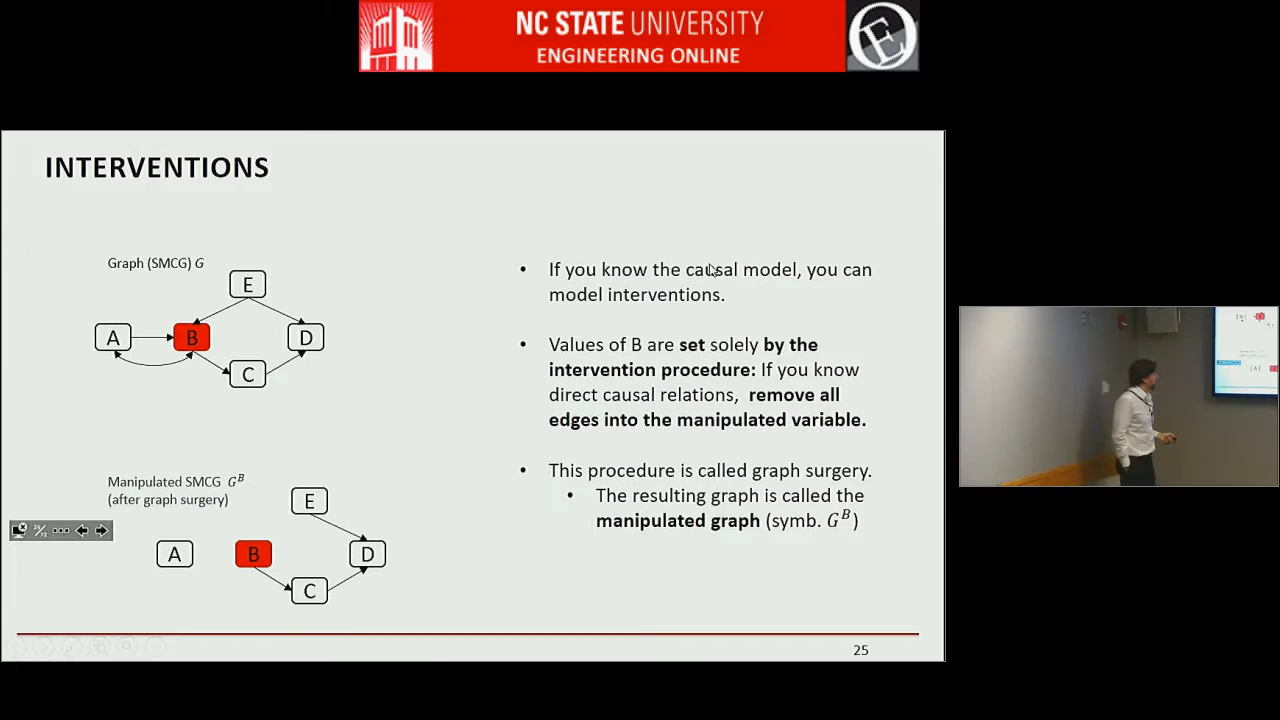 NC STATE UNIVERSITY
ENGINEERING ONLINE
INTERVENTIONS
Graph (SMCG) G
E
A
B
D
C
Manipulated SMCG G^B
(after graph surgery)
E
A
B
D
C
• If you know the causal model, you can
model interventions.
• Values of B are set solely by the
intervention procedure: If you know
direct causal relations, remove all
edges into the manipulated variable.
• This procedure is called graph surgery.
• The resulting graph is called the
manipulated graph (symb. G^B)
25